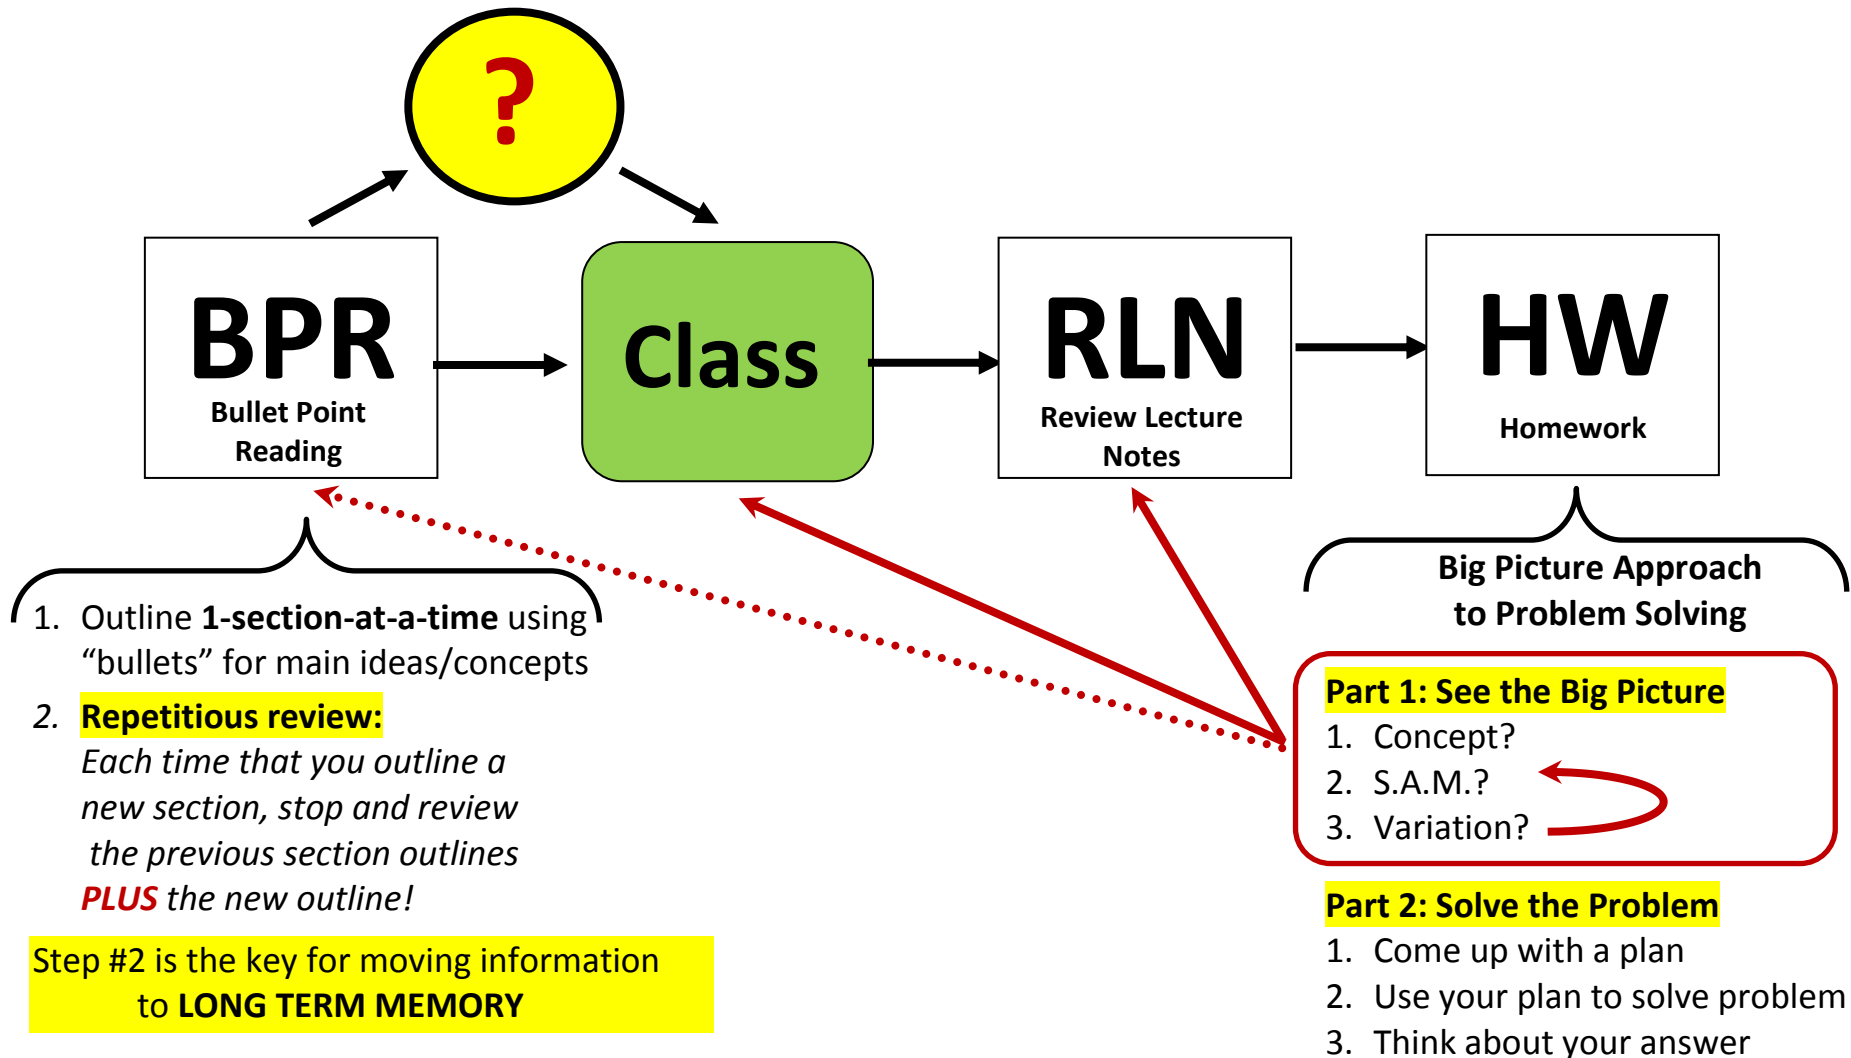 ?
BPR
Bullet Point
Reading
Class
RLN
Review Lecture
Notes
HW
Homework
1. Outline 1-section-at-a-time using
“bullets” for main ideas/concepts
2. Repetitious review:
Each time that you outline a
new section, stop and review
the previous section outlines
PLUS the new outline!
Step #2 is the key for moving information
to LONG TERM MEMORY
Big Picture Approach
to Problem Solving
Part 1: See the Big Picture
1. Concept?
2. S.A.M.?
3. Variation?
Part 2: Solve the Problem
1. Come up with a plan
2. Use your plan to solve problem
3. Think about your answer